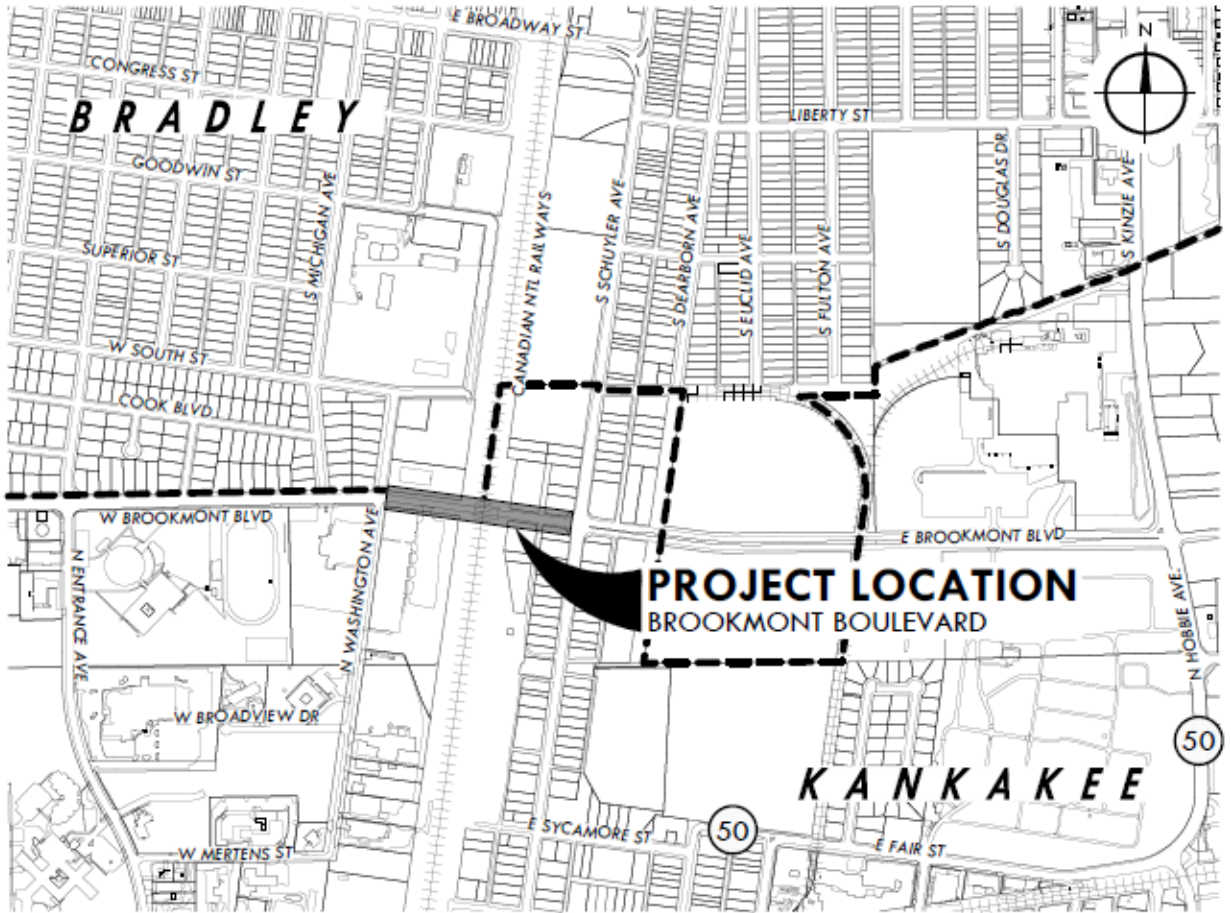 E BROADWAY ST
N
CONGRESS ST
BRADLEY
LIBERTY ST
GOODWIN ST
S MICHIGAN AVE
S DOUGLAS DR
S KINZIE AVE
CANADIAN NTL RAILWAYS
S SCHUYLER AVE
S DEARBORN AVE
S EUCLID AVE
S FULTON AVE
SUPERIOR ST
W SOUTH ST
COOK BLVD
W BROOKMONT BLVD
E BROOKMONT BLVD
N ENTRANCE AVE.
N WASHINGTON AVE
PROJECT LOCATION
BROOKMONT BOULEVARD
N HOBBIE AVE.
W BROADVIEW DR
50
KANKAKEE
E SYCAMORE ST
50
E FAIR ST
W MERTENS ST